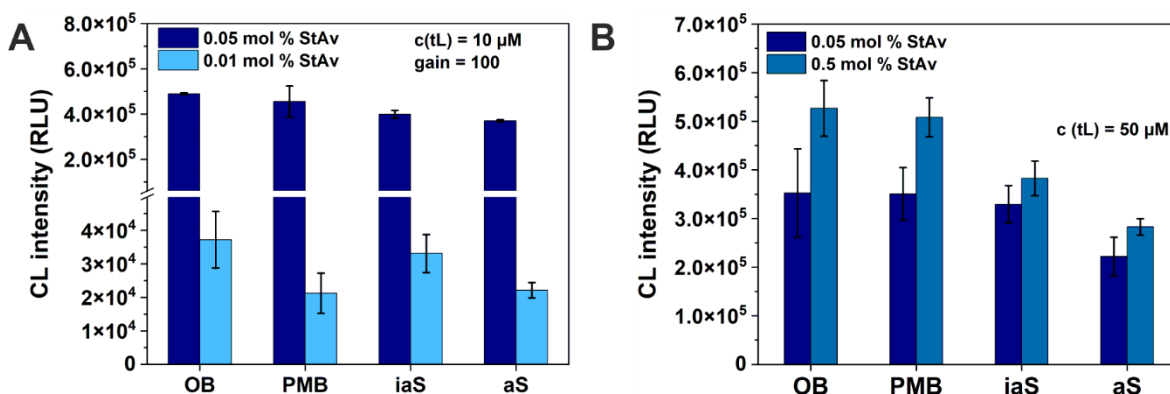 A
CL intensity (RLU)
8.0×10⁵
6.0×10⁵
4.0×10⁵
2.0×10⁵
4×10⁴
3×10⁴
2×10⁴
1×10⁴
0
0.05 mol % StAv
0.01 mol % StAv
c(tL) = 10 µM
gain = 100
OB PMB iaS aS
B
CL intensity (RLU)
7.0×10⁵
6.0×10⁵
5.0×10⁵
4.0×10⁵
3.0×10⁵
2.0×10⁵
1.0×10⁵
0
0.05 mol % StAv
0.5 mol % StAv
c (tL) = 50 µM
OB PMB iaS aS